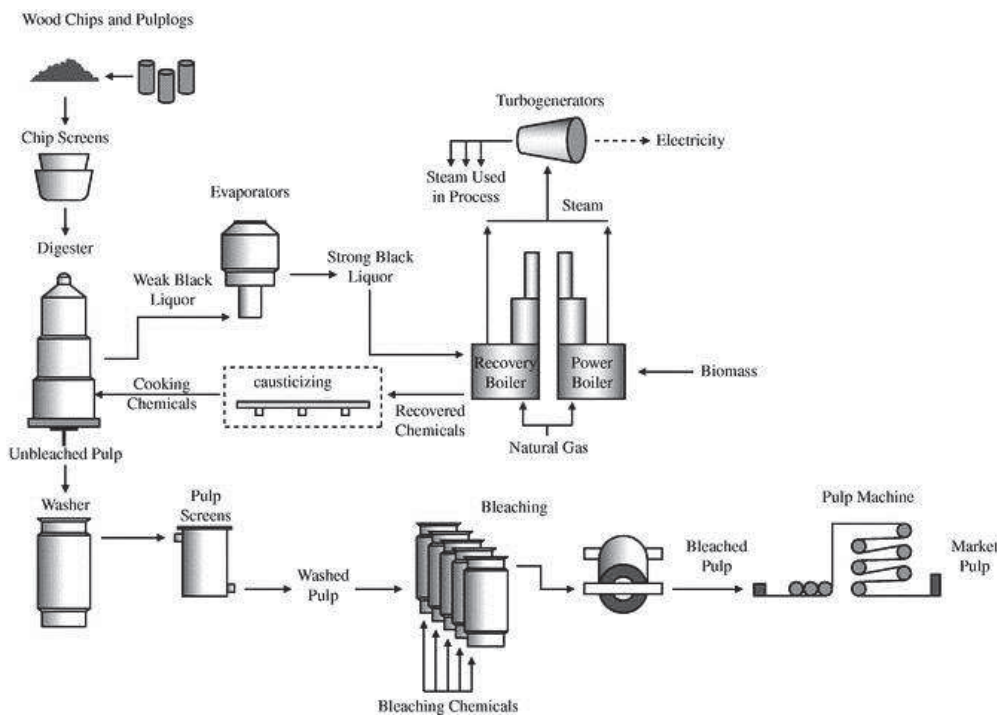 Wood Chips and Pulplogs
Chip Screens
Digester
Evaporators
Weak Black
Liquor
Strong Black
Liquor
Turbogenerators
Electricity
Steam Used
in Process
Steam
Recovery
Boiler
Power
Boiler
Biomass
Natural Gas
causticizing
Cooking
Chemicals
Recovered
Chemicals
Unbleached Pulp
Washer
Pulp
Screens
Washed
Pulp
Bleaching
Bleaching Chemicals
Bleached
Pulp
Pulp Machine
Market
Pulp